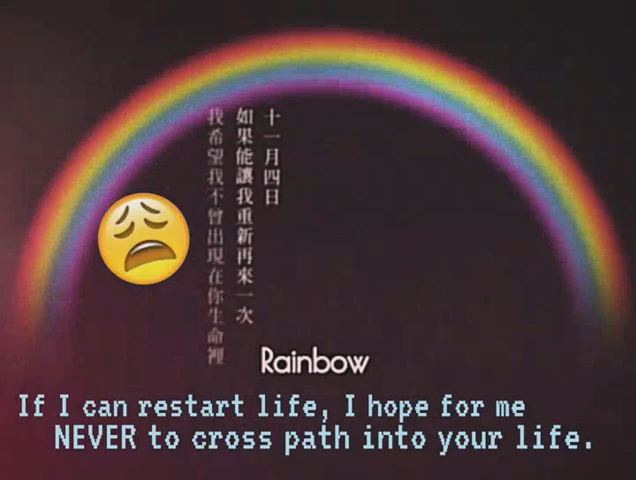 十一月四日
如果能讓我重新再來一次
我希望我不會出現在你生命裡
Rainbow
If I can restart life, I hope for me
NEVER to cross path into your life.